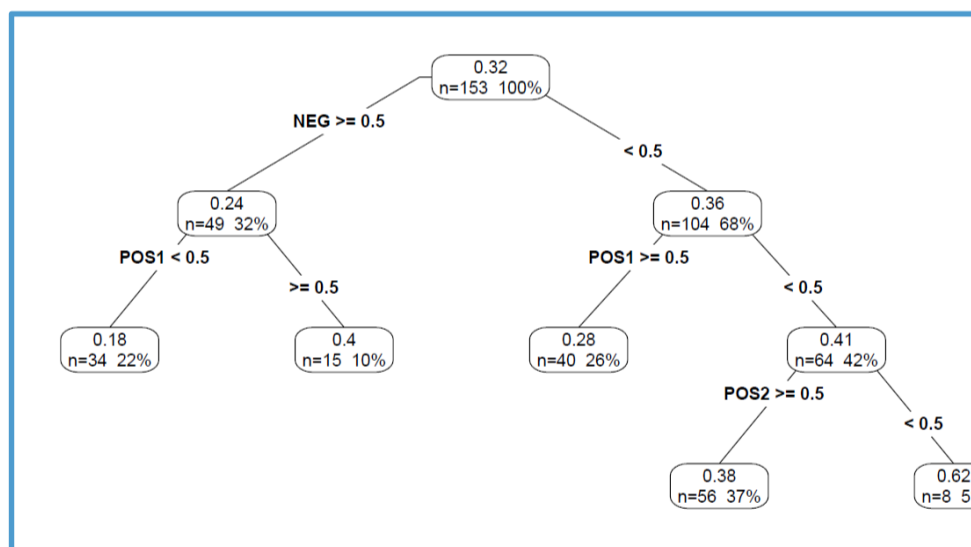 0.32
n=153 100%
NEG >= 0.5
< 0.5
0.24
n=49 32%
0.36
n=104 68%
POS1 < 0.5
>= 0.5
POS1 >= 0.5
< 0.5
0.18
n=34 22%
0.4
n=15 10%
0.28
n=40 26%
0.41
n=64 42%
POS2 >= 0.5
< 0.5
0.38
n=56 37%
0.62
n=8 5